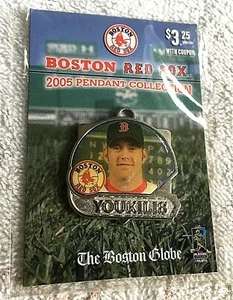 BOSTON
RED SOX
$3.25
WITH COUPON
BOSTON RED SOX
2005 PENDANT COLLECTION
BOSTON
RED SOX
B
YOUKILIS
The Boston Globe